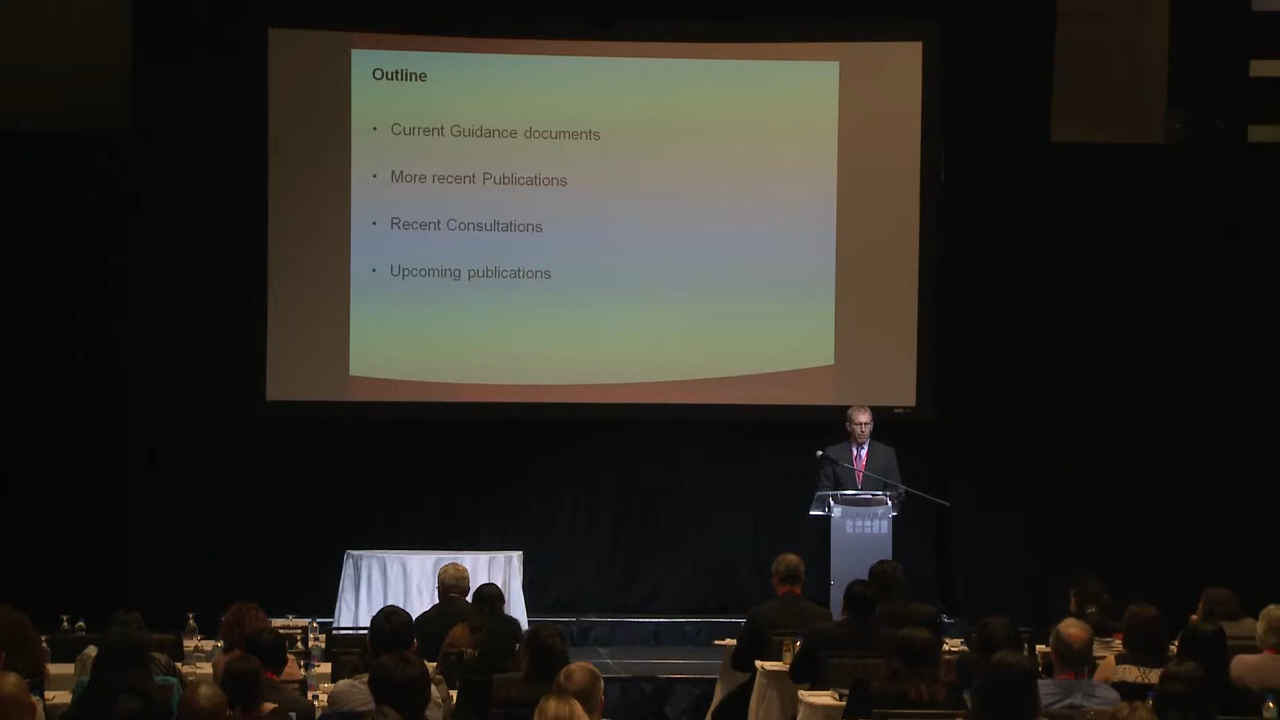 Outline
• Current Guidance documents
• More recent Publications
• Recent Consultations
• Upcoming publications